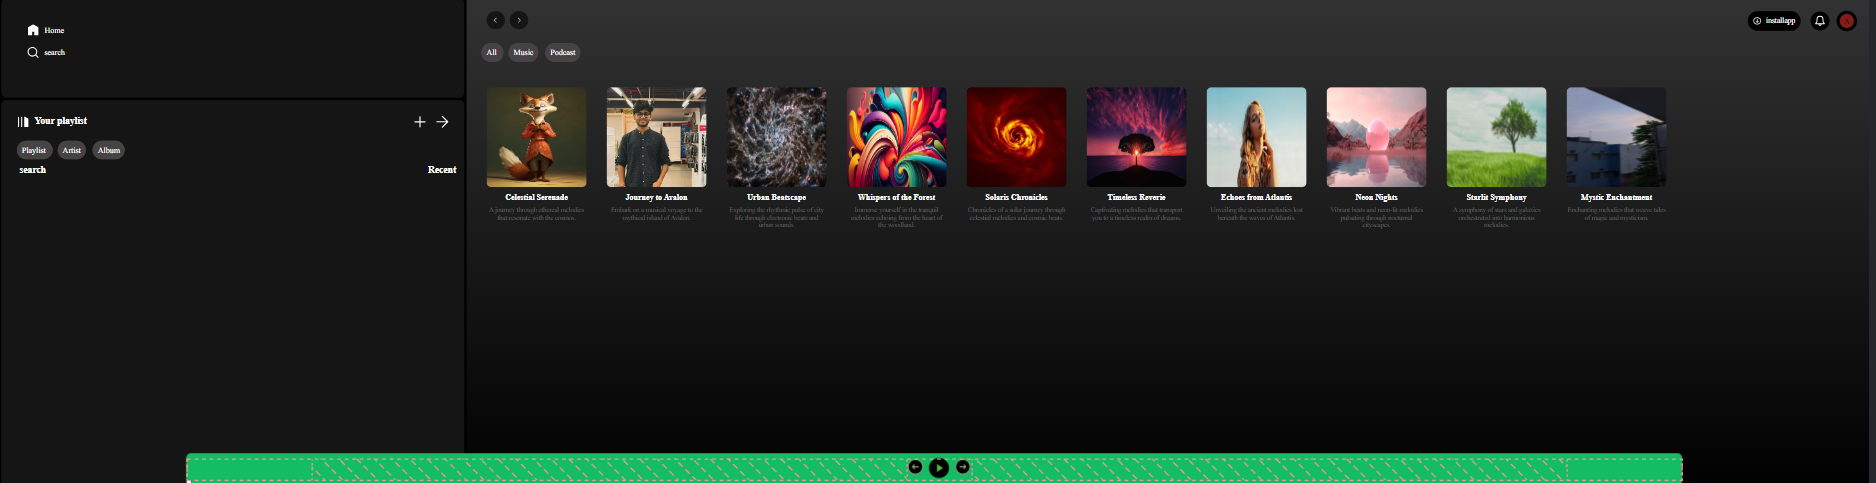 Home
search
Your playlist
Playlist Artist Album
search Recent
installapp
All Music Podcast
Celestial Serenade
A journey through ethereal melodies
that resonate with the cosmos.
Journey to Avalon
Embark on a musical voyage to the
mythical island of Avalon.
Urban Beatscape
Exploring the rhythmic pulse of city
life through electronic beats and
urban sounds.
Whispers of the Forest
Immerse yourself in the tranquil
melodies echoing from the heart of
the woodland.
Solaris Chronicles
Chronicles of a solar journey through
celestial melodies and cosmic beats.
Timeless Reverie
Captivating melodies that transport
you to a timeless realm of dreams.
Echoes from Atlantis
Unveiling the ancient melodies lost
beneath the waves of Atlantis.
Neon Nights
Vibrant beats and neon-lit melodies
pulsating through nocturnal
cityscapes.
Starlit Symphony
A symphony of stars and galaxies
orchestrated into harmonious
melodies.
Mystic Enchantment
Enchanting melodies that weave tales
of magic and mysticism.